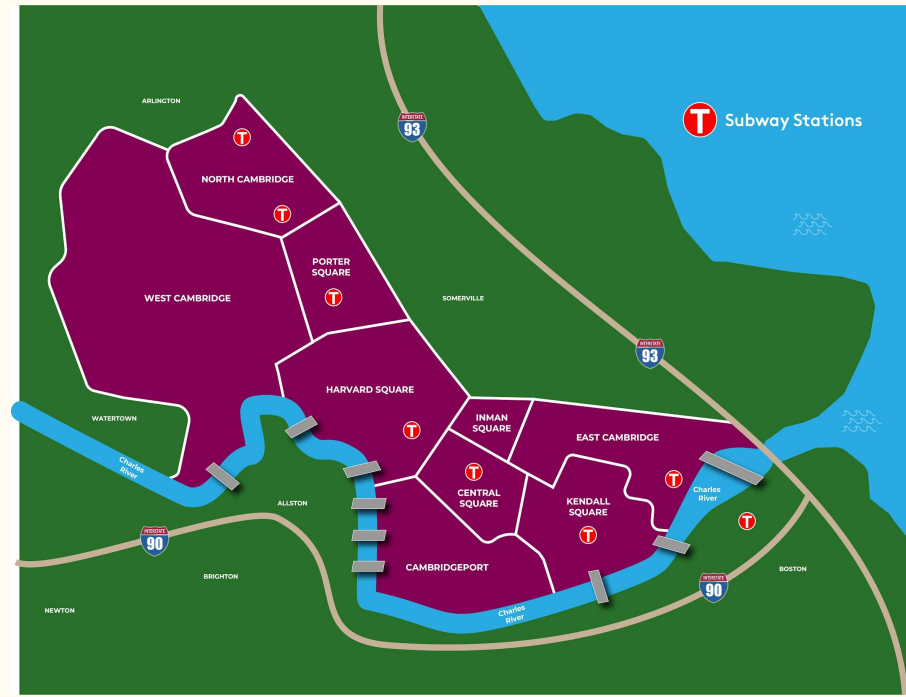 ARLINGTON
INTERSTATE
93
T Subway Stations
T
NORTH CAMBRIDGE
T
PORTER
SQUARE
T
WEST CAMBRIDGE
SOMERVILLE
INTERSTATE
93
HARVARD SQUARE
T
WATERTOWN
INMAN
SQUARE
EAST CAMBRIDGE
T
Charles
River
T
CENTRAL
SQUARE
T
Charles
River
KENDALL
SQUARE
T
ALLSTON
T
INTERSTATE
90
CAMBRIDGEPORT
BOSTON
BRIGHTON
INTERSTATE
90
NEWTON
Charles
River